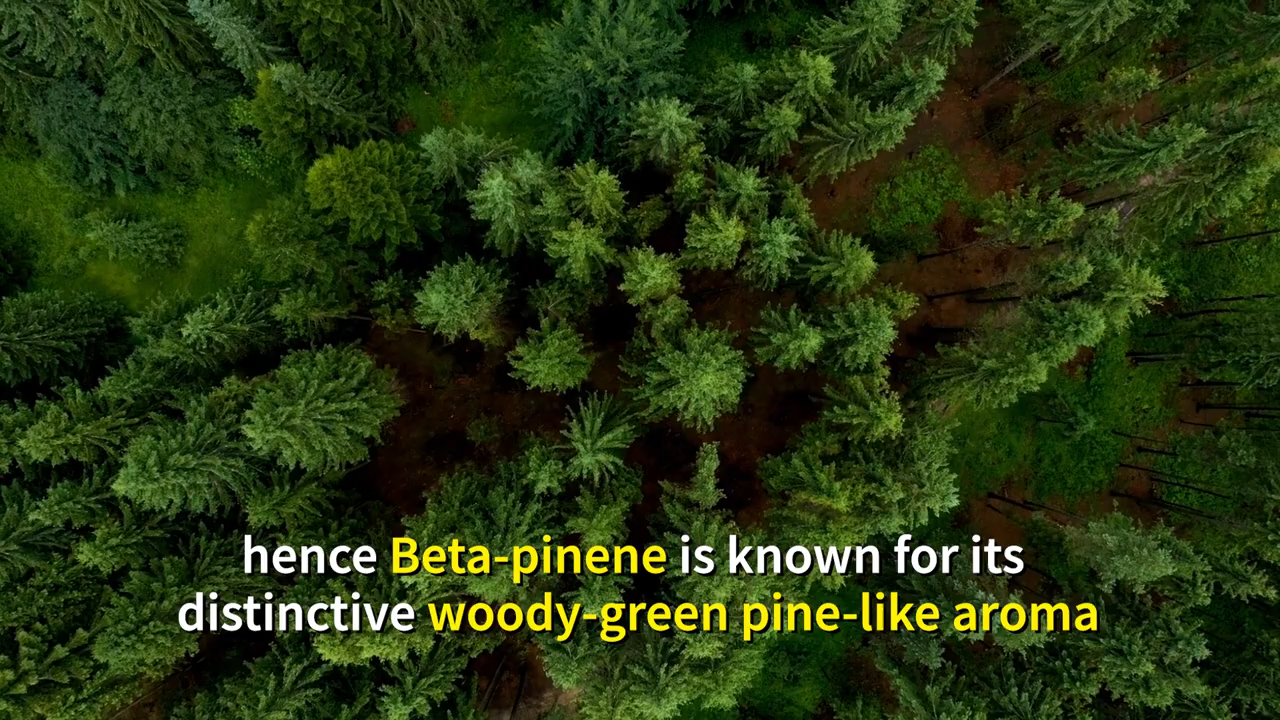 hence Beta-pinene is known for its
distinctive woody-green pine-like aroma